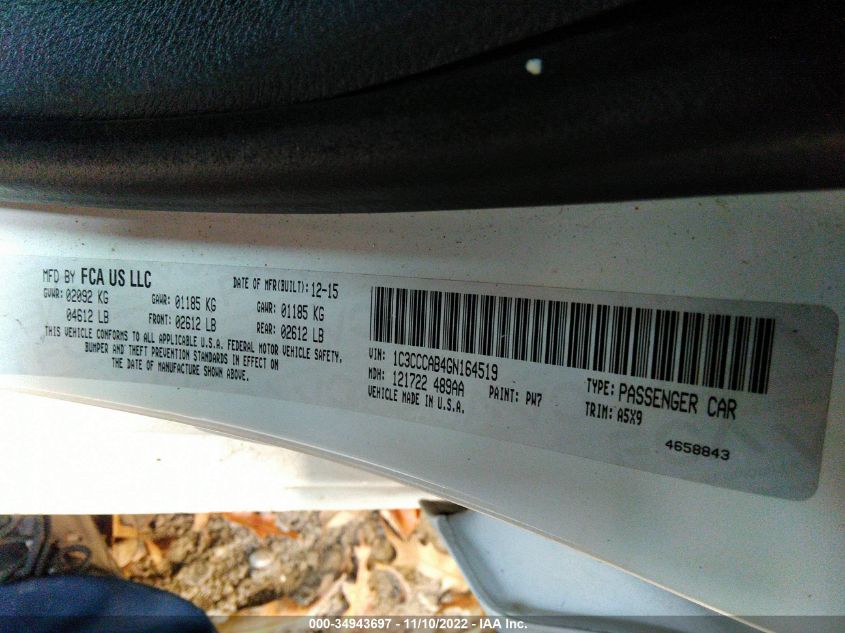 MFD BY FCA US LLC
DATE OF MFR(BUILT): 12-15
GVWR: 02092 KG
GAWR: 01185 KG
GAWR: 01185 KG
04612 LB
FRONT: 02612 LB
REAR: 02612 LB
THIS VEHICLE CONFORMS TO ALL APPLICABLE U.S.A. FEDERAL MOTOR VEHICLE SAFETY,
BUMPER AND THEFT PREVENTION STANDARDS IN EFFECT ON
THE DATE OF MANUFACTURE SHOWN ABOVE.
VIN: 1C3CCCAB4GN164519
TYPE: PASSENGER CAR
MDH: 121722 489AA
PAINT: PW7
TRIM: A5X9
VEHICLE MADE IN U.S.A.
4658843
000-34943697 - 11/10/2022 - IAA Inc.